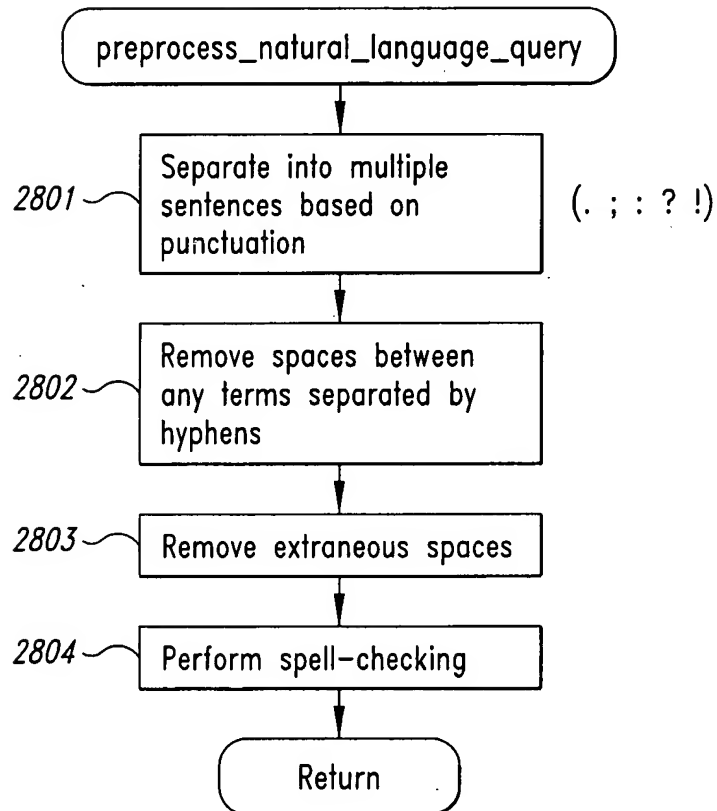 preprocess_natural_language_query
2801
Separate into multiple
sentences based on
punctuation
(. ; : ? !)
2802
Remove spaces between
any terms separated by
hyphens
2803
Remove extraneous spaces
2804
Perform spell-checking
Return